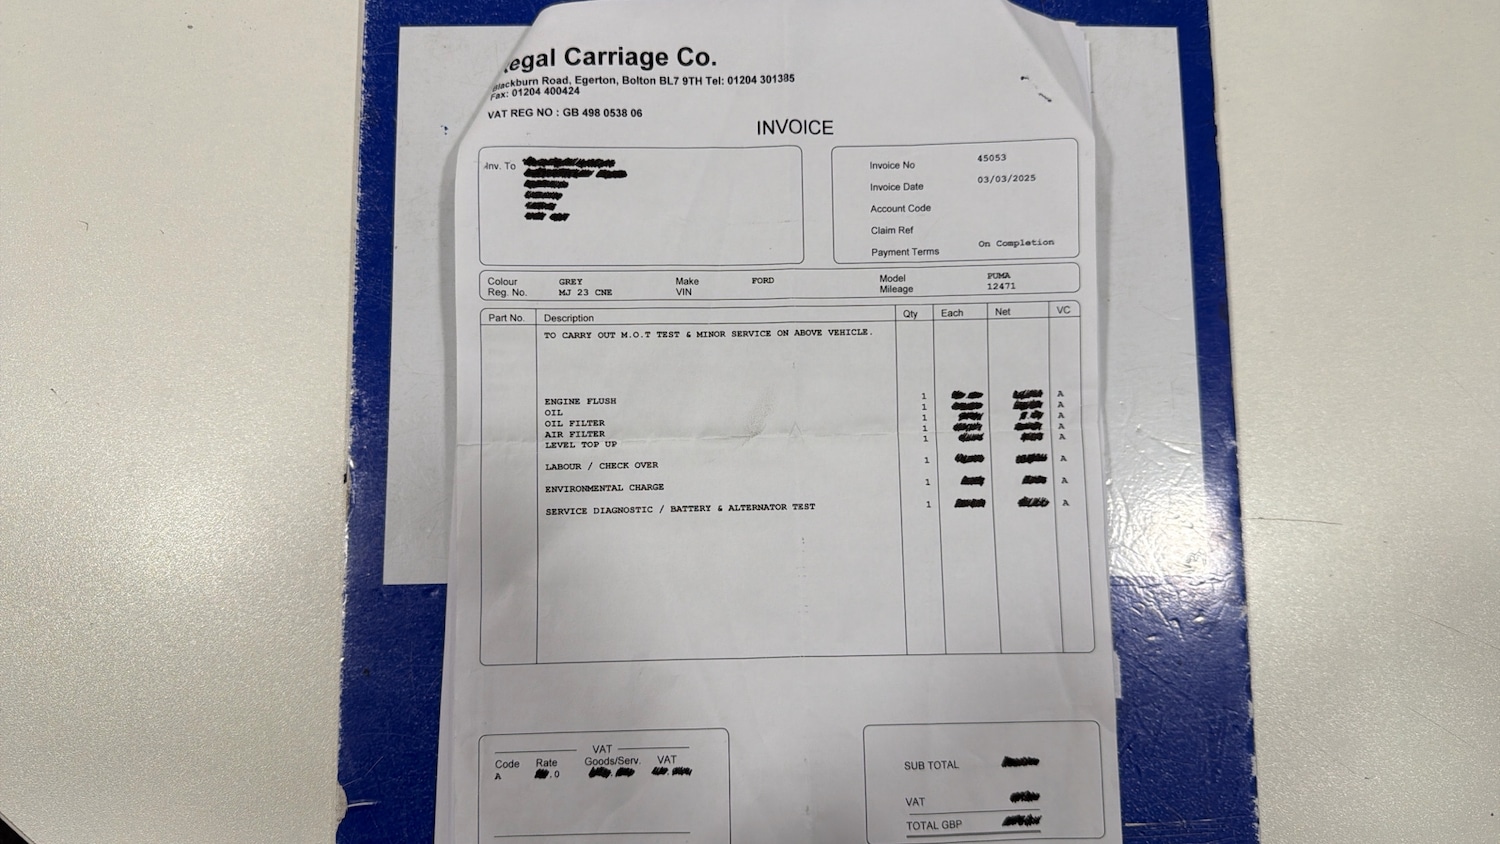 egal Carriage Co.
Blackburn Road, Egerton, Bolton BL7 9TH Tel: 01204 301385
Fax: 01204 400424
VAT REG NO : GB 498 0538 06
INVOICE
Inv. To
Invoice No 45053
Invoice Date 03/03/2025
Account Code
Claim Ref
Payment Terms On Completion
Colour GREY Make FORD Model PUMA
Reg. No. MJ 23 CNE VIN Mileage 12471
Part No. Description Qty Each Net VC
TO CARRY OUT M.O.T TEST & MINOR SERVICE ON ABOVE VEHICLE.
ENGINE FLUSH 1 A
OIL 1 A
OIL FILTER 1 A
AIR FILTER 1 A
LEVEL TOP UP 1 A
LABOUR / CHECK OVER 1 A
ENVIRONMENTAL CHARGE 1 A
SERVICE DIAGNOSTIC / BATTERY & ALTERNATOR TEST 1 A
VAT
Code Rate Goods/Serv. VAT
A .0
SUB TOTAL
VAT
TOTAL GBP